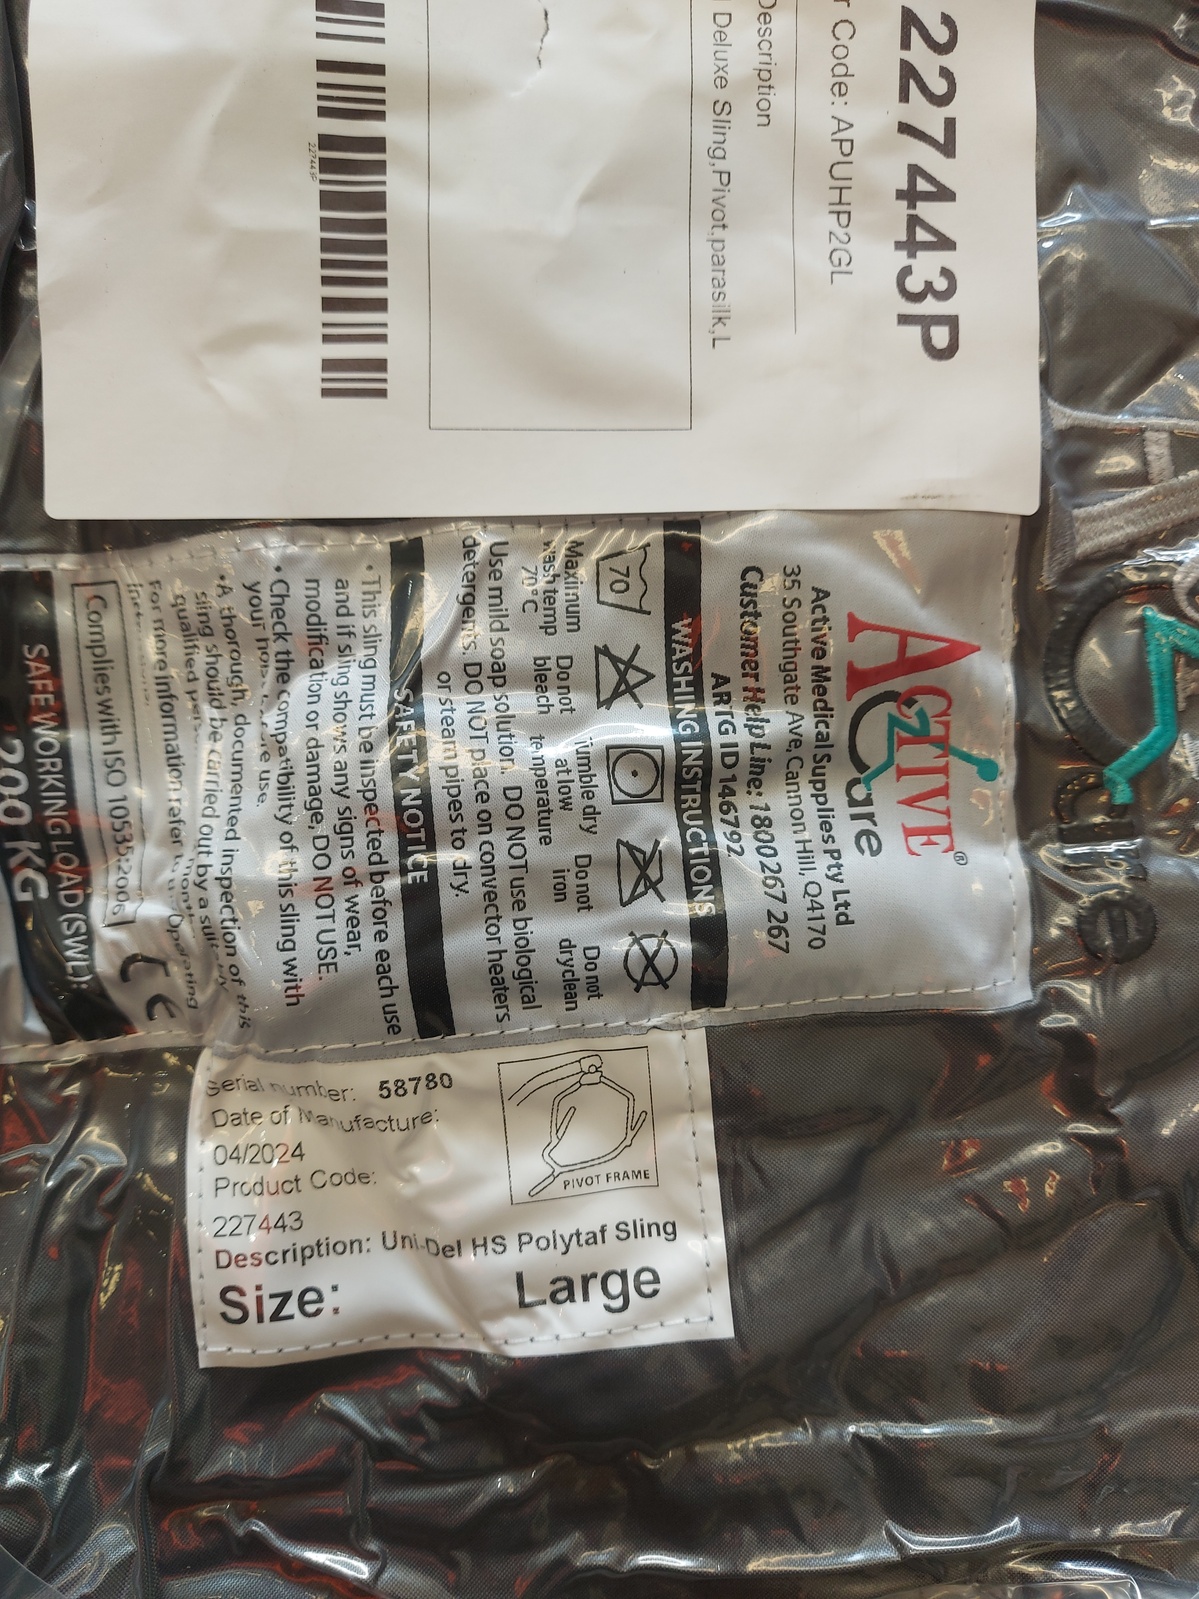 227443P
r Code: APUHP2GL
Description
Deluxe Sling,Pivot,parasilk,L
227443P
ACTIVE®
Care
Active Medical Supplies Pty Ltd
35 Southgate Ave, Cannon Hill, Q4170
Customer Help Line: 1800 267 267
ARTG ID 146792
WASHING INSTRUCTIONS
70
Maximum
wash temp
70°C
Do not
bleach
Tumble dry
at low
temperature
Do not
iron
Do not
dryclean
Use mild soap solution. DO NOT use biological
detergents. DO NOT place on convector heaters
or steam pipes to dry.
SAFETY NOTICE
• This sling must be inspected before each use
and if sling shows any signs of wear,
modification or damage, DO NOT USE.
• Check the compatibility of this sling with
your before use.
• A thorough, documented inspection of this
sling should be carried out by a
qualified
For more information refer Operating
Complies with ISO 10535:2006
CE
SAFE WORKING LOAD (SWL):
200 KG
Serial number: 58780
Date of Manufacture:
04/2024
Product Code:
227443
Description: Uni-Del HS Polytaf Sling
Size: Large
PIVOT FRAME
are